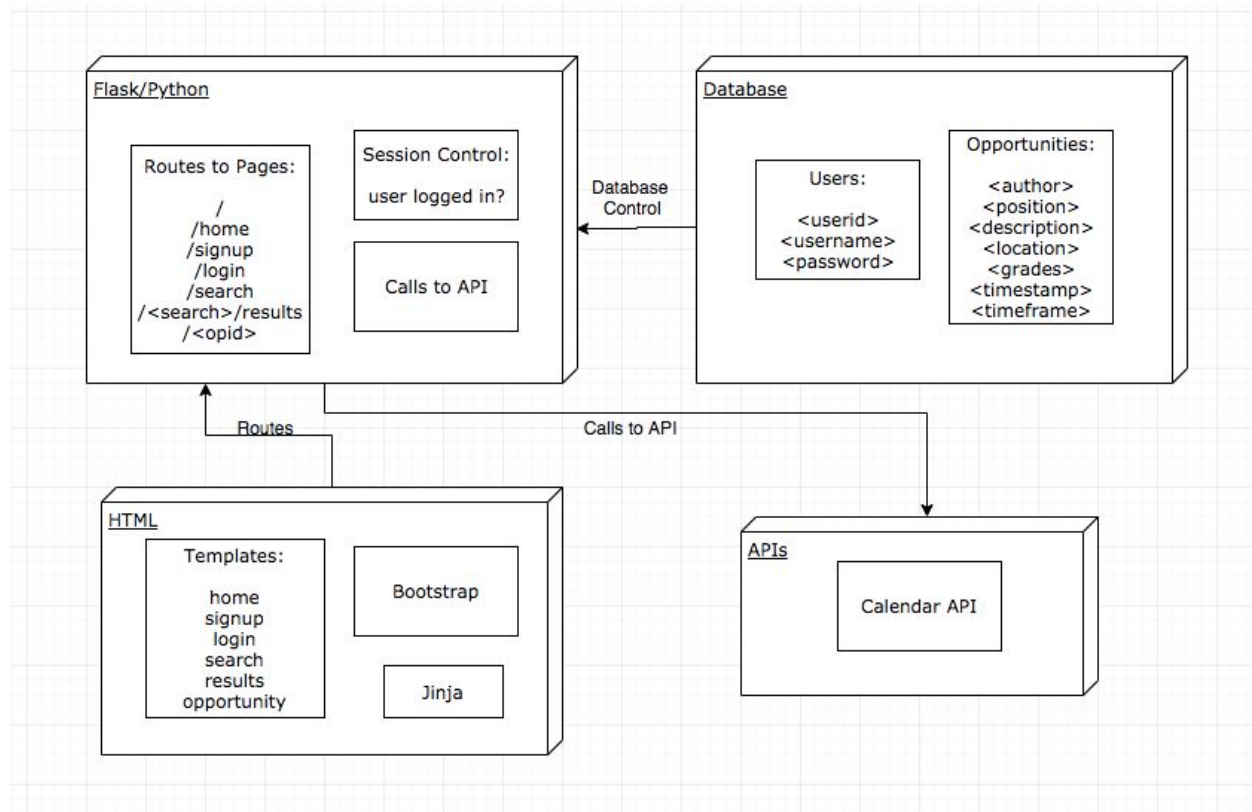 Flask/Python
Routes to Pages:
/
/home
/signup
/login
/search
/<search>/results
/<opid>
Session Control:
user logged in?
Calls to API
Database
Control
Database
Users:
<userid>
<username>
<password>
Opportunities:
<author>
<position>
<description>
<location>
<grades>
<timestamp>
<timeframe>
Routes
Calls to API
HTML
Templates:
home
signup
login
search
results
opportunity
Bootstrap
Jinja
APIs
Calendar API